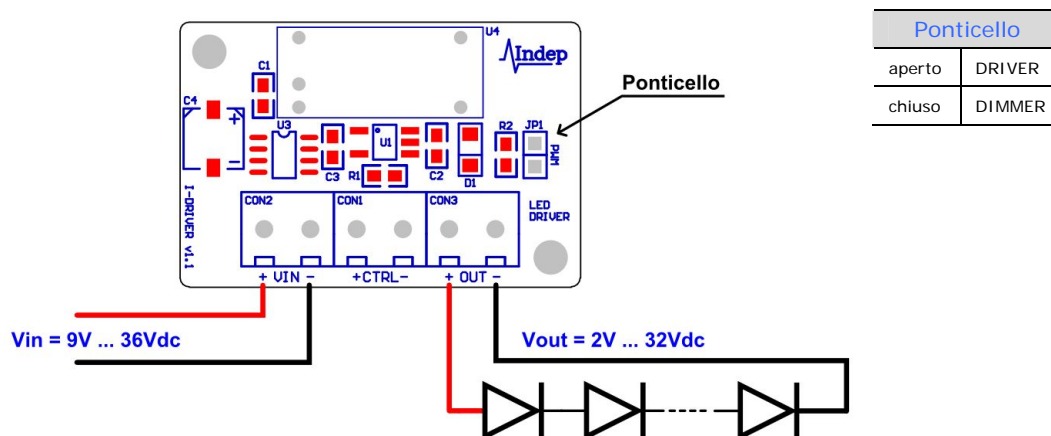 U4
Indep
C1
Ponticello
C4
+
-
U3
U1
R2
JP1
PWM
C3
R1
C2
D1
I-DRIVER v1.1
CON2
CON1
CON3
LED
DRIVER
+ VIN -
+CTRL-
+ OUT -
Vin = 9V ... 36Vdc
Vout = 2V ... 32Vdc
Ponticello
aperto DRIVER
chiuso DIMMER